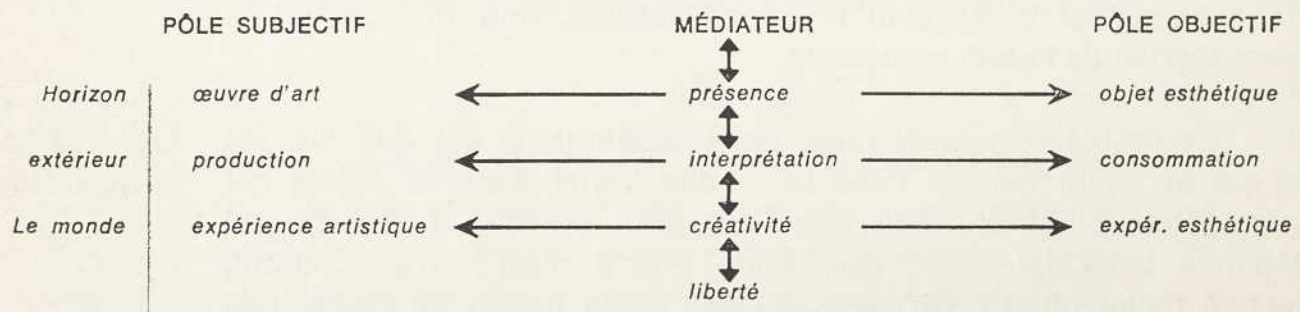 PÔLE SUBJECTIF MÉDIATEUR PÔLE OBJECTIF
Horizon œuvre d'art présence objet esthétique
extérieur production interprétation consommation
Le monde expérience artistique créativité expér. esthétique
liberté